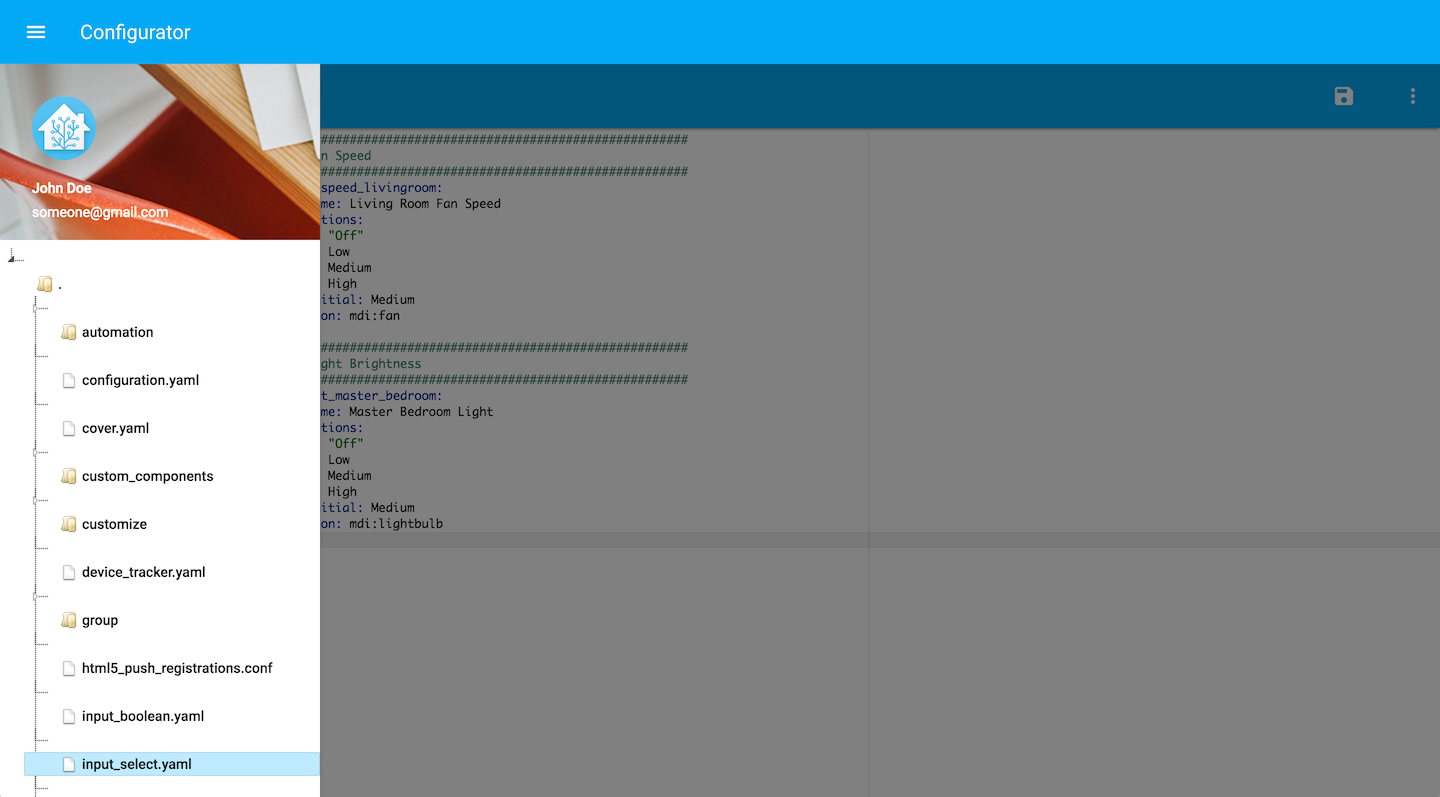 Configurator
John Doe
someone@gmail.com
.
automation
configuration.yaml
cover.yaml
custom_components
customize
device_tracker.yaml
group
html5_push_registrations.conf
input_boolean.yaml
input_select.yaml
###################################################
n Speed
###################################################
speed_livingroom:
me: Living Room Fan Speed
tions:
"Off"
Low
Medium
High
itial: Medium
on: mdi:fan
###################################################
ght Brightness
###################################################
t_master_bedroom:
me: Master Bedroom Light
tions:
"Off"
Low
Medium
High
itial: Medium
on: mdi:lightbulb